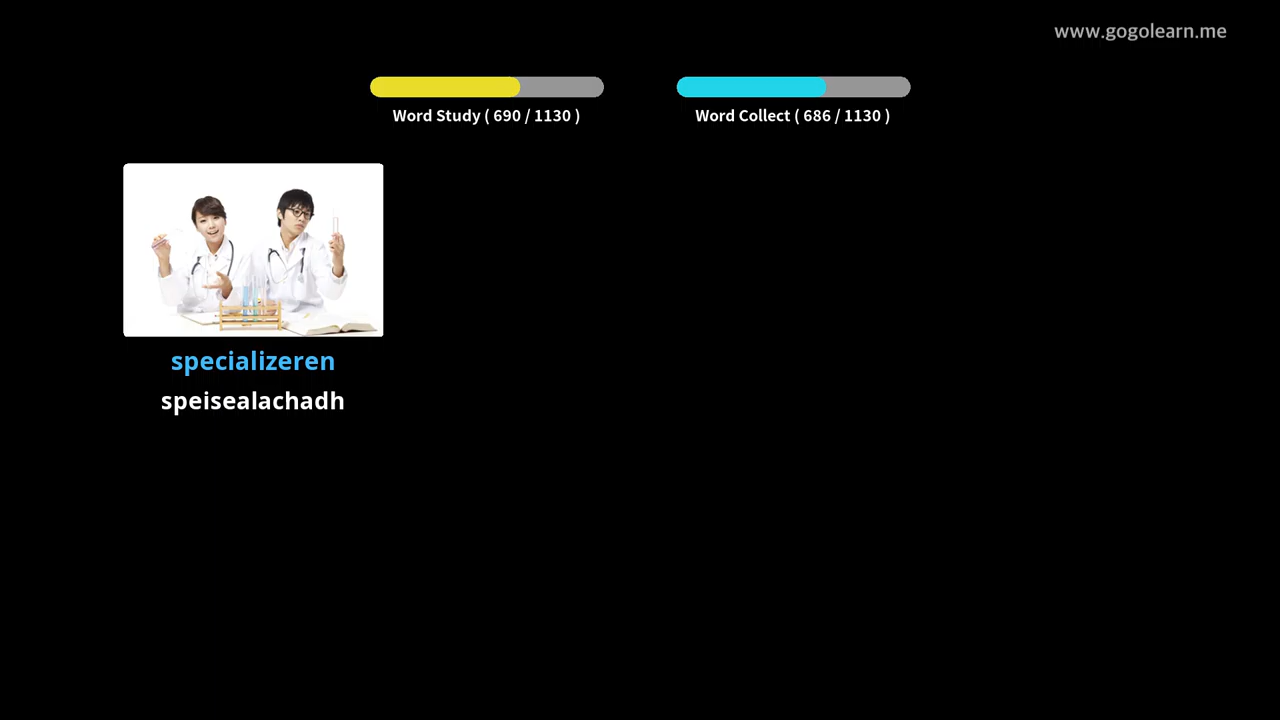 www.gogolearn.me
Word Study ( 690 / 1130 )
Word Collect ( 686 / 1130 )
specializeren
speisealachadh